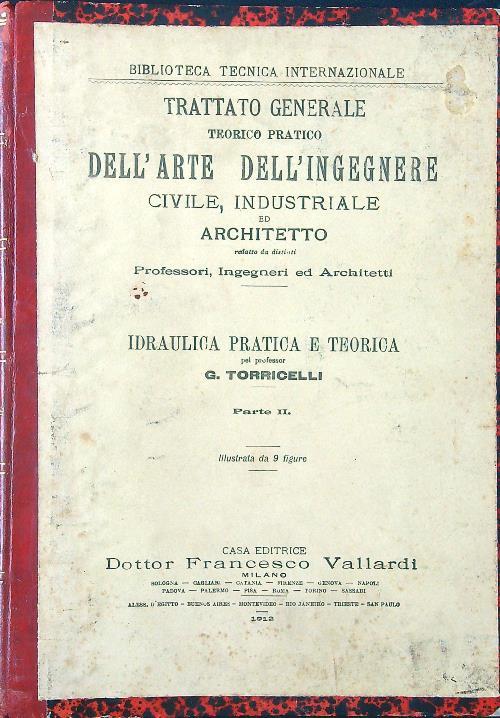 BIBLIOTECA TECNICA INTERNAZIONALE
TRATTATO GENERALE
TEORICO PRATICO
DELL'ARTE DELL'INGEGNERE
CIVILE, INDUSTRIALE
ED
ARCHITETTO
redatto da distinti
Professori, Ingegneri ed Architetti
IDRAULICA PRATICA E TEORICA
pel professor
G. TORRICELLI
Parte II.
Illustrata da 9 figure
CASA EDITRICE
Dottor Francesco Vallardi
MILANO
BOLOGNA — CAGLIARI — CATANIA — FIRENZE — GENOVA — NAPOLI
PADOVA — PALERMO — PISA — ROMA — TORINO — SASSARI
ALESS. D'EGITTO — BUENOS AIRES — MONTEVIDEO — RIO JANEIRO — TRIESTE — SAN PAULO
1912